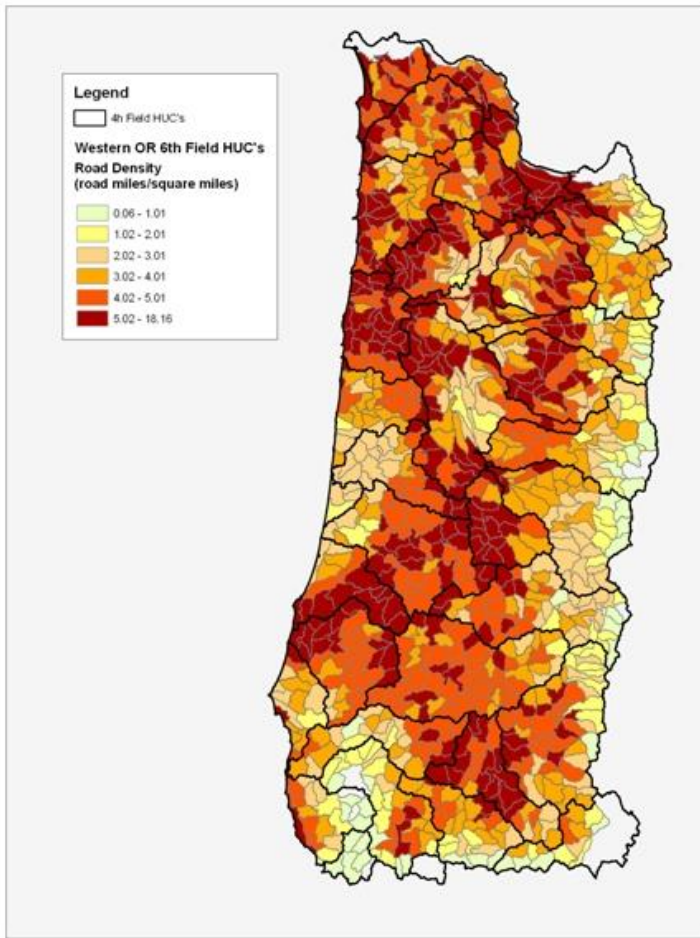 Legend
4h Field HUC's
Western OR 6th Field HUC's
Road Density
(road miles/square miles)
0.06 - 1.01
1.02 - 2.01
2.02 - 3.01
3.02 - 4.01
4.02 - 5.01
5.02 - 18.16